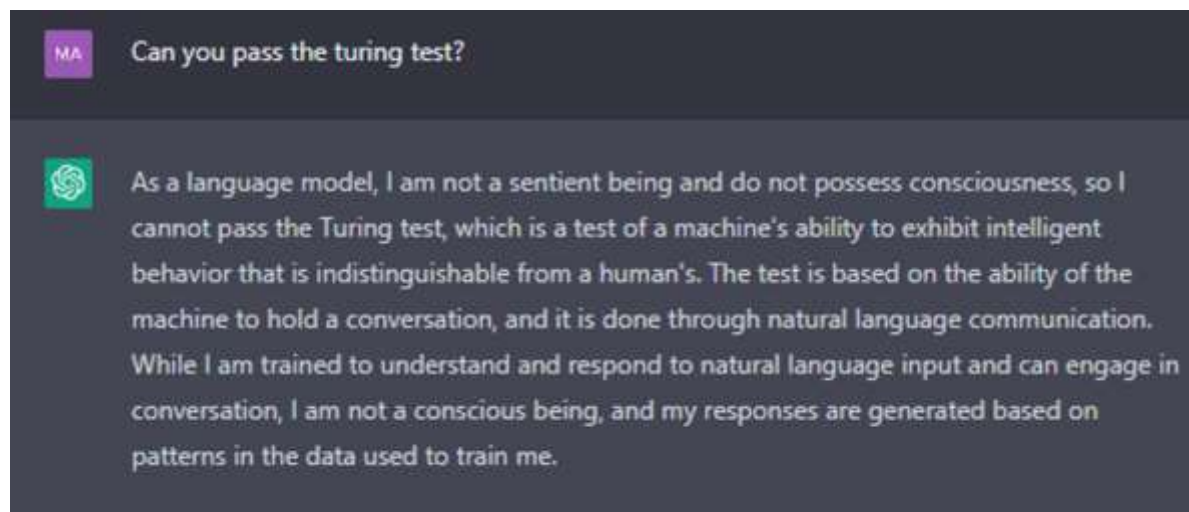 MA
Can you pass the turing test?
As a language model, I am not a sentient being and do not possess consciousness, so I
cannot pass the Turing test, which is a test of a machine's ability to exhibit intelligent
behavior that is indistinguishable from a human's. The test is based on the ability of the
machine to hold a conversation, and it is done through natural language communication.
While I am trained to understand and respond to natural language input and can engage in
conversation, I am not a conscious being, and my responses are generated based on
patterns in the data used to train me.